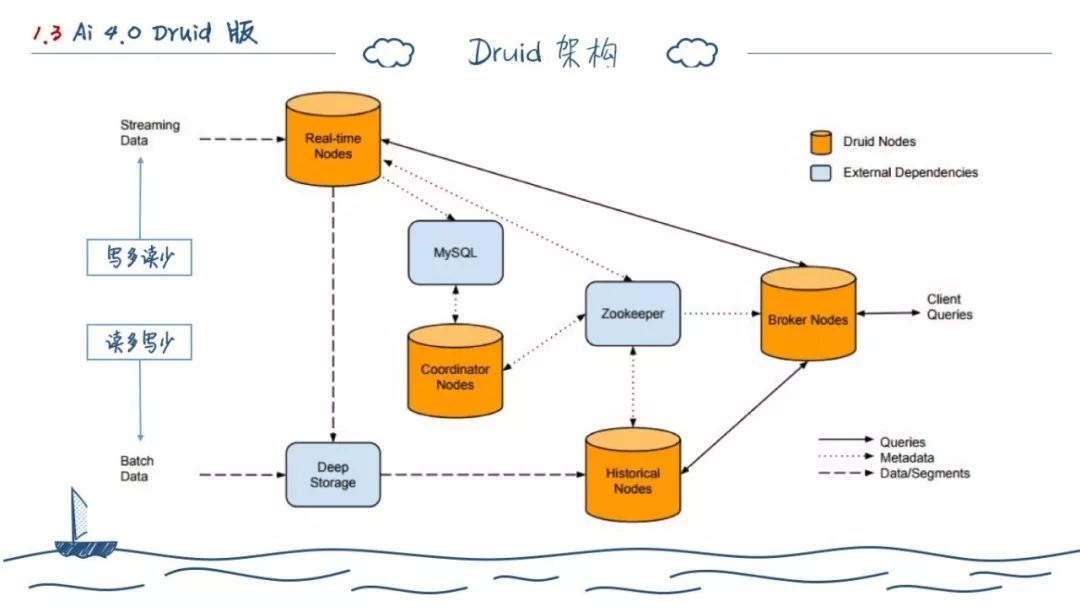 1.3 Ai 4.0 Druid 版
Druid 架构
Streaming
Data
Real-time
Nodes
Druid Nodes
External Dependencies
写多读少
MySQL
Zookeeper
Broker Nodes
Client
Queries
读多写少
Coordinator
Nodes
Batch
Data
Deep
Storage
Historical
Nodes
Queries
Metadata
Data/Segments